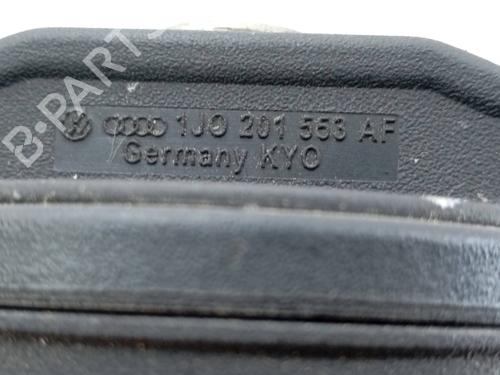 1J0 201 553 AF
Germany KYO
B-PARTS